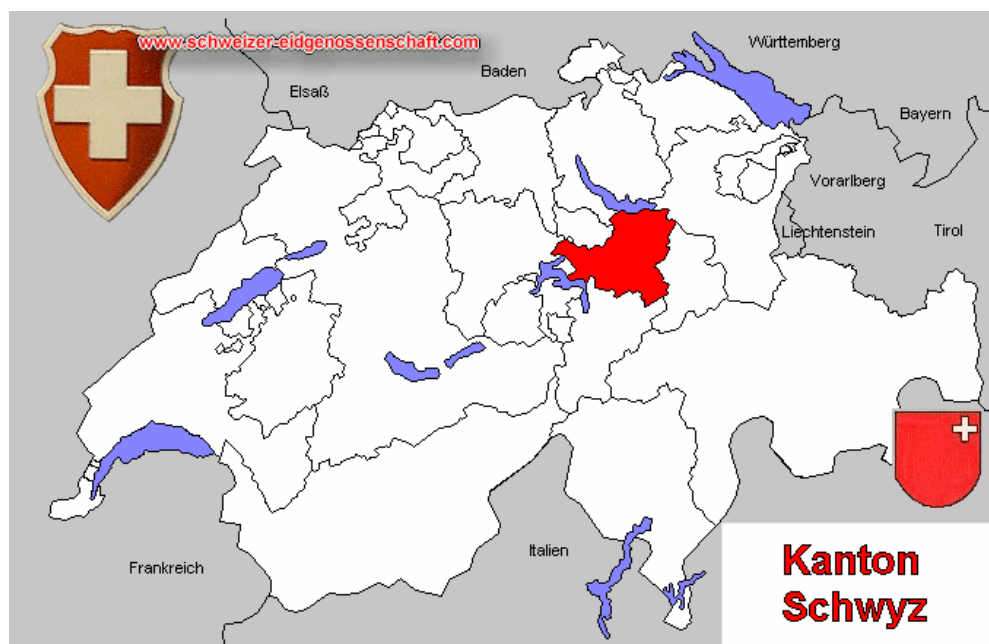 www.schweizer-eidgenossenschaft.com
Württemberg
Baden
Elsaß
Bayern
Vorarlberg
Liechtenstein
Tirol
Italien
Frankreich
Kanton
Schwyz